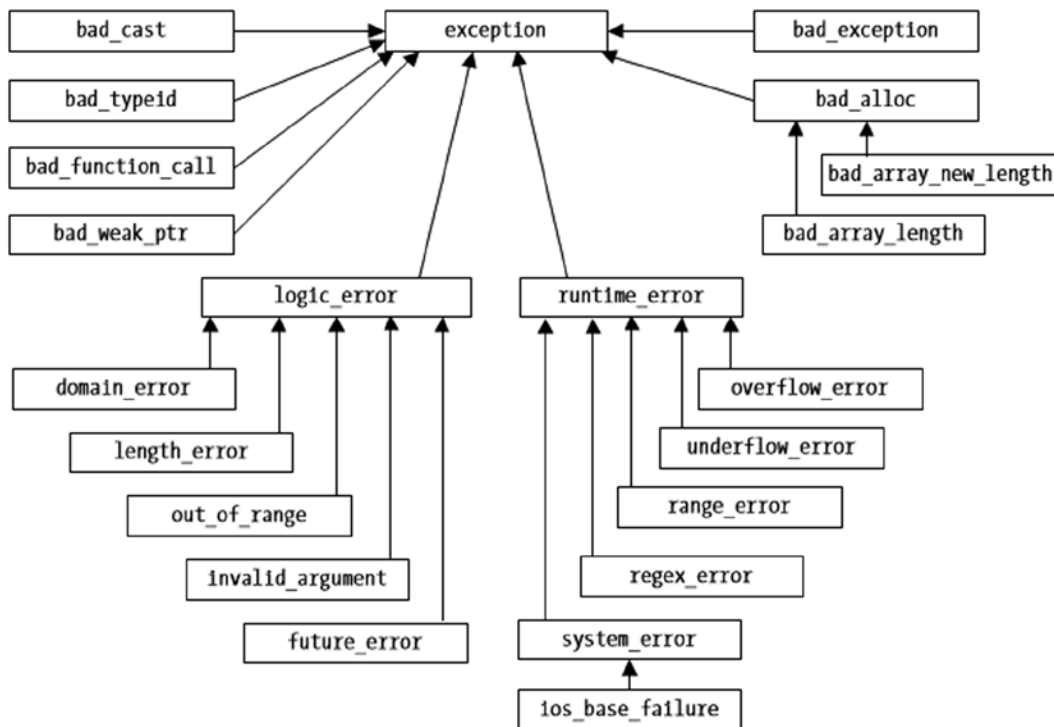 bad_cast
exception
bad_exception
bad_typeid
bad_alloc
bad_function_call
bad_array_new_length
bad_weak_ptr
bad_array_length
logic_error
runtime_error
domain_error
overflow_error
length_error
underflow_error
out_of_range
range_error
invalid_argument
regex_error
future_error
system_error
ios_base_failure